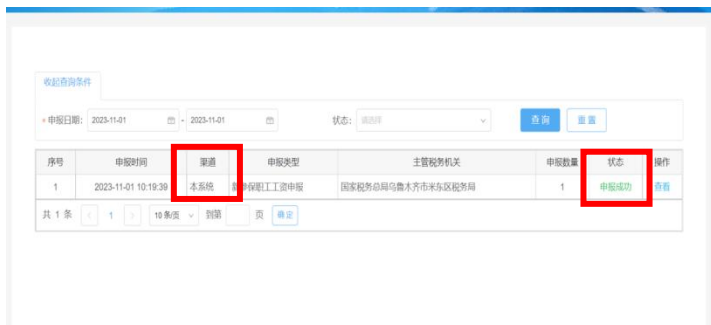 收起查询条件
* 申报日期: 2023-11-01 - 2023-11-01 状态: 请选择 查询 重置
序号 申报时间 渠道 申报类型 主管税务机关 申报数量 状态 操作
1 2023-11-01 10:19:39 本系统 参保职工工资申报 国家税务总局乌鲁木齐市米东区税务局 1 申报成功 查看
共 1 条 < 1 > 10 条/页 到第 页 确定